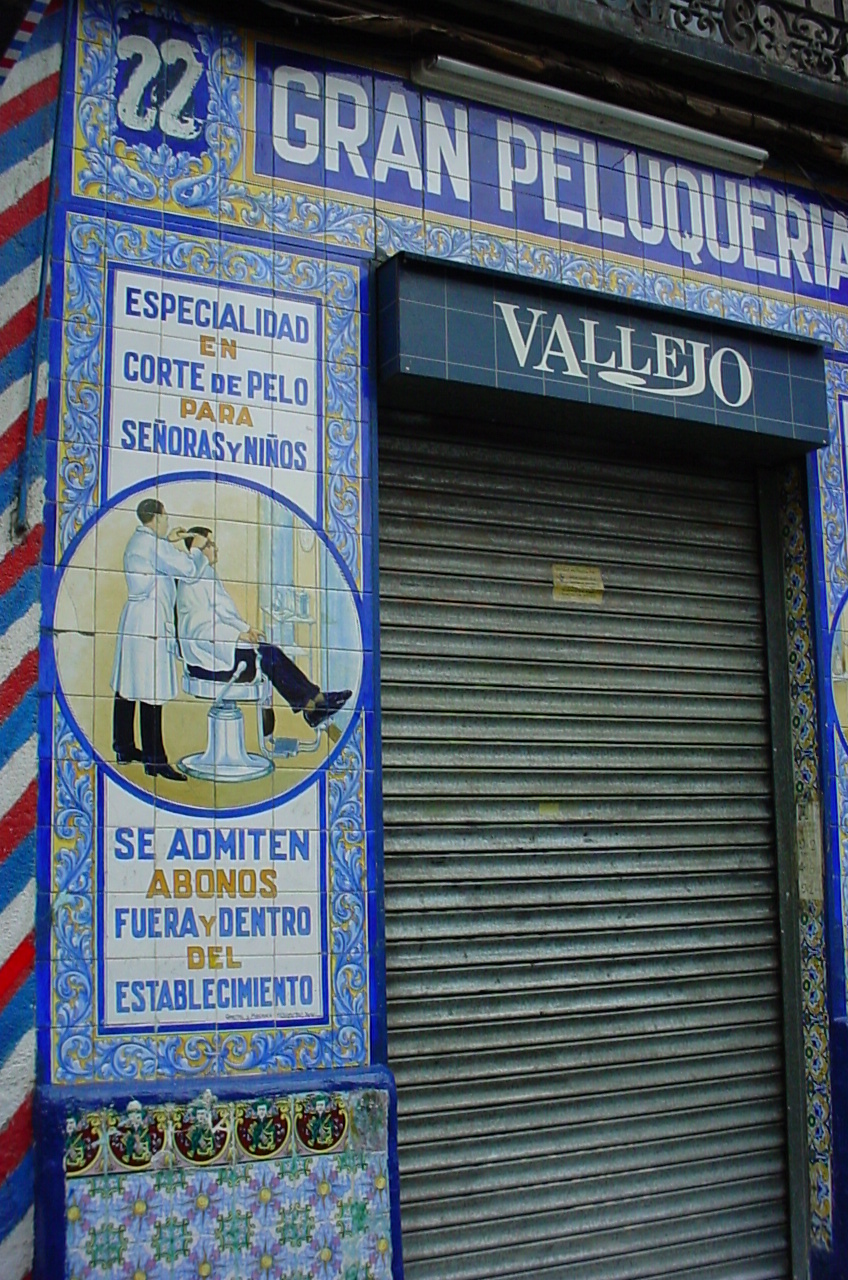 22
GRAN PELUQUERIA
VALLEJO
ESPECIALIDAD
EN
CORTE DE PELO
PARA
SEÑORAS Y NIÑOS
SE ADMITEN
ABONOS
FUERA Y DENTRO
DEL
ESTABLECIMIENTO